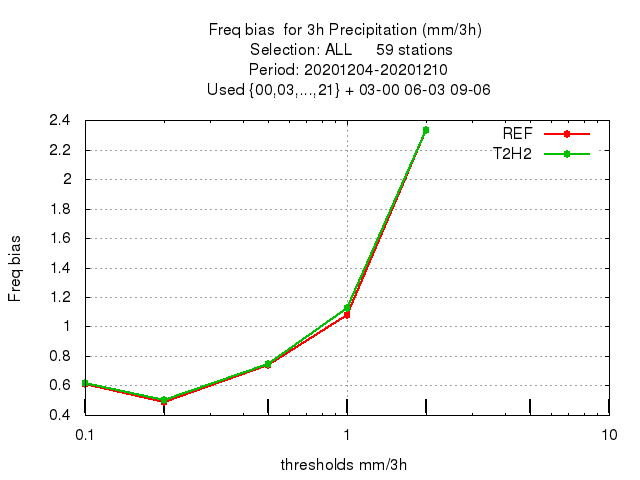 Freq bias  for 3h Precipitation (mm/3h)
Selection: ALL     59 stations
Period: 20201204-20201210
Used {00,03,...,21} + 03-00 06-03 09-06
REF
T2H2
2.4
2.2
2
1.8
1.6
1.4
1.2
1
0.8
0.6
0.4
Freq bias
0.1 1 10
thresholds mm/3h